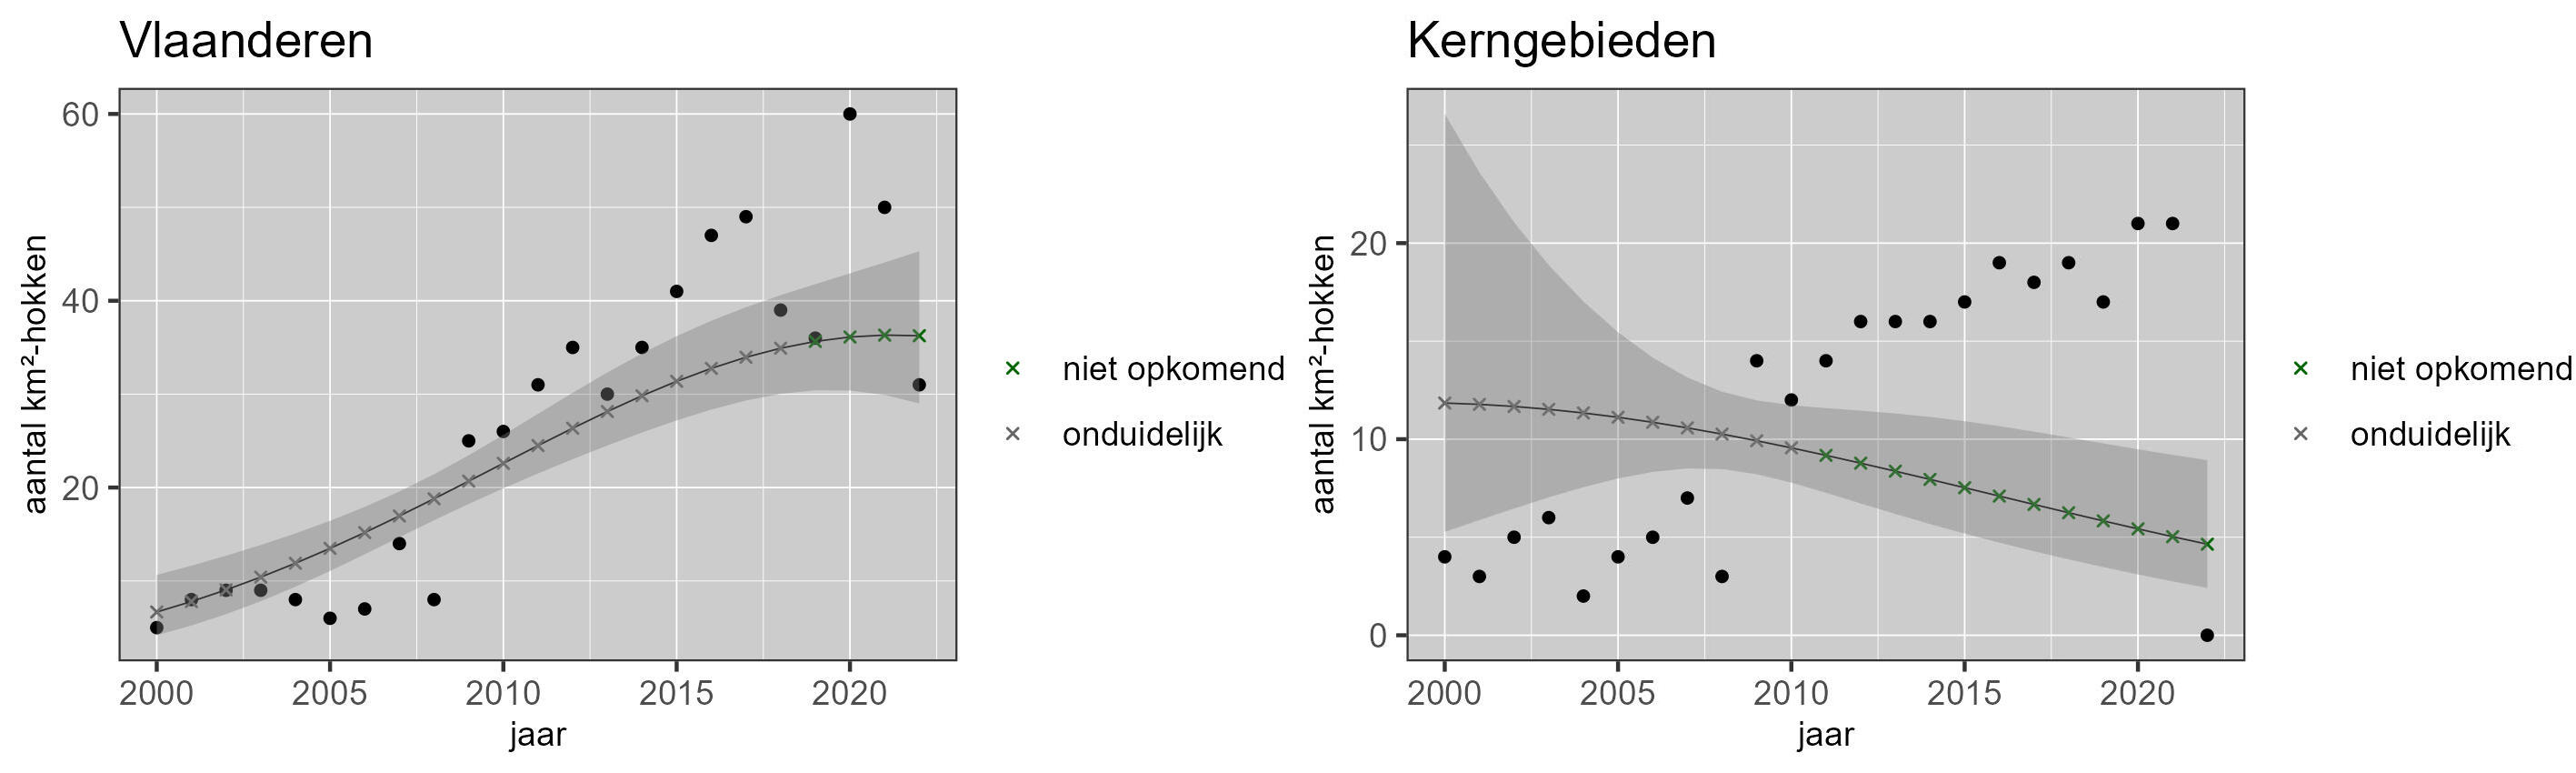 Vlaanderen
aantal km²-hokken
60
40
20
2000 2005 2010 2015 2020
jaar
niet opkomend
onduidelijk
Kerngebieden
aantal km²-hokken
20
10
0
2000 2005 2010 2015 2020
jaar
niet opkomend
onduidelijk